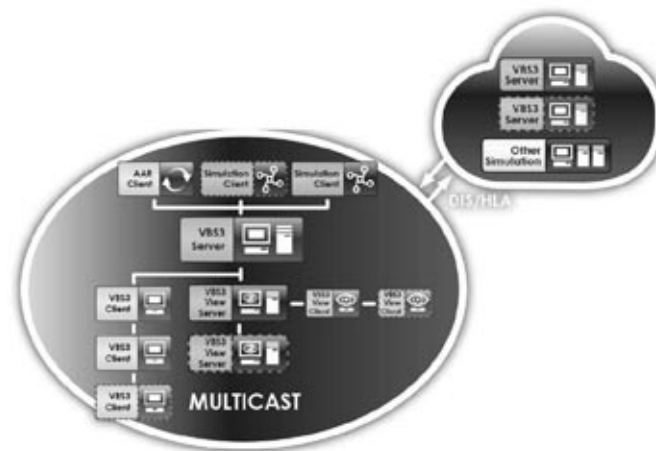 VBS3
Server
VBS3
Server
Other
Simulation
DIS/HLA
AAR
Client
Simulation
Client
Simulation
Client
VBS3
Server
VBS3
Client
VBS3
View
Server
VBS3
View
Client
VBS3
View
Client
VBS3
Client
VBS3
View
Server
VBS3
Client
MULTICAST